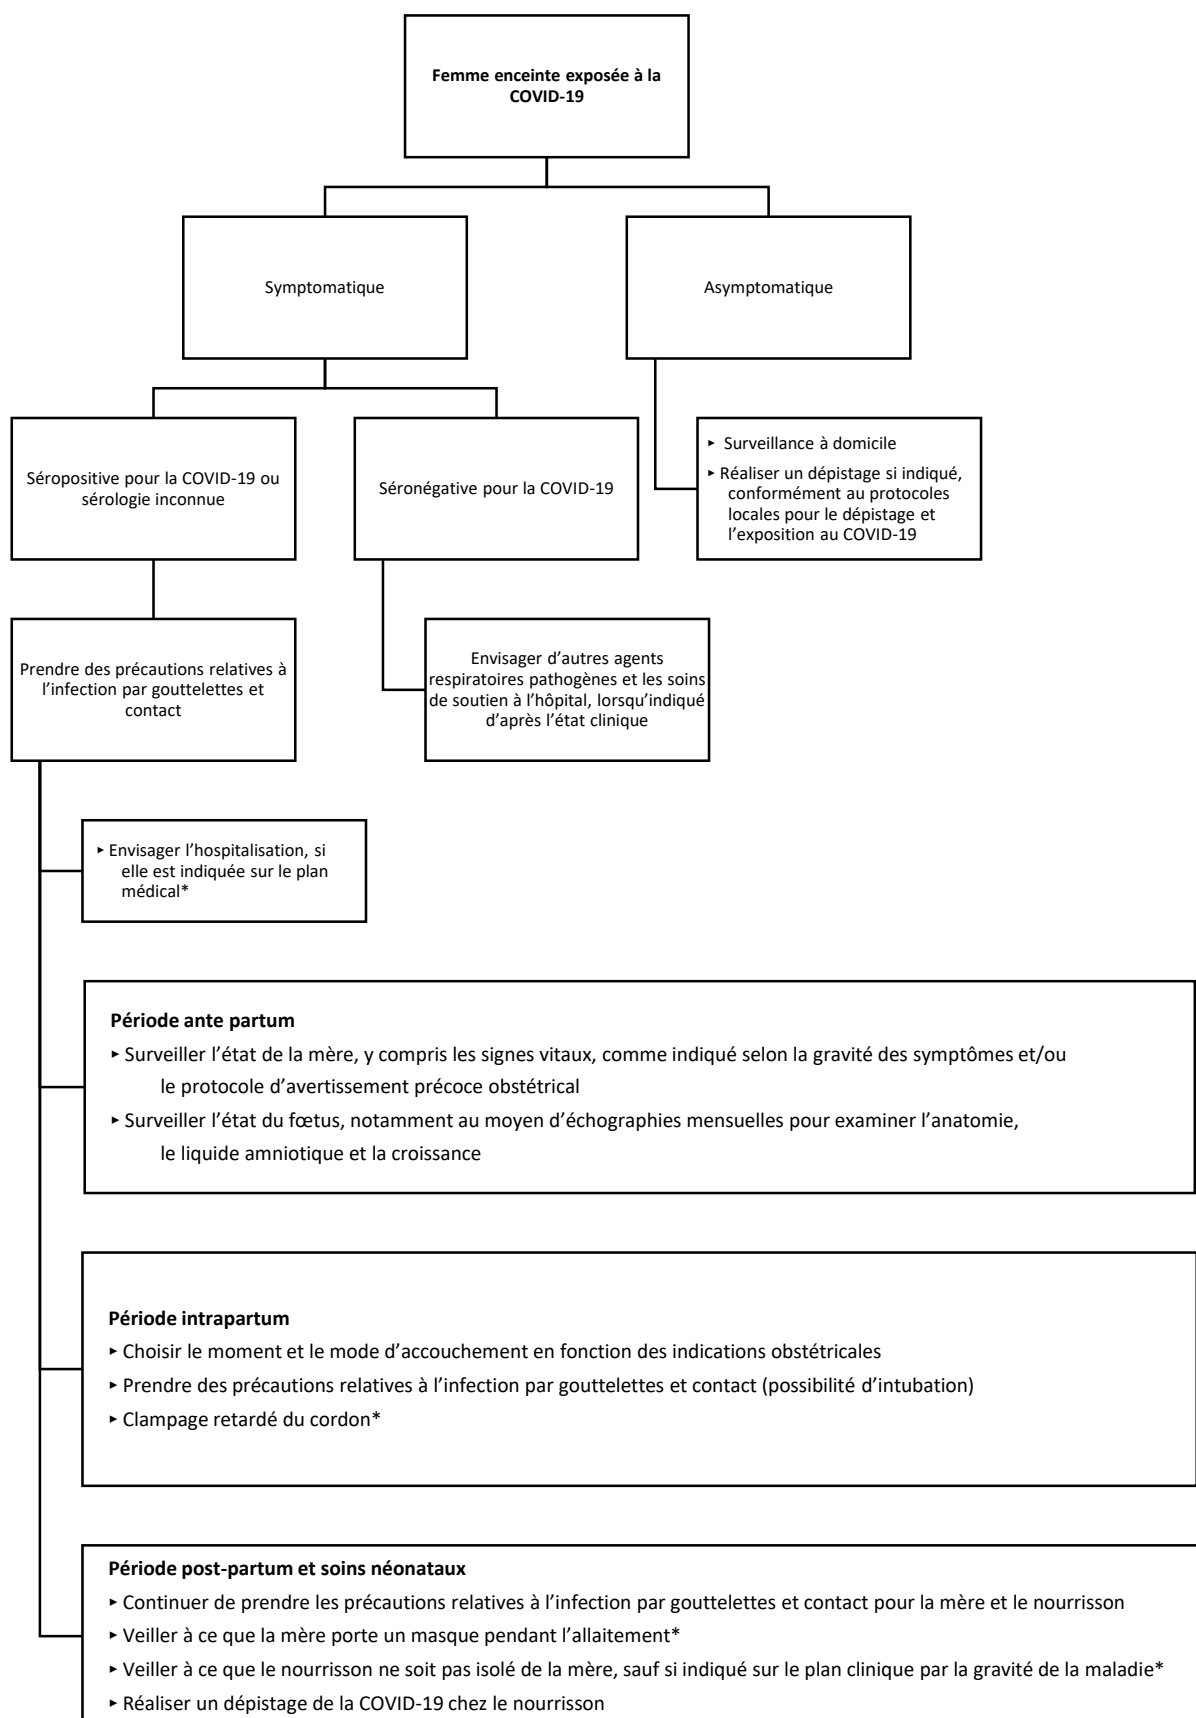 Femme enceinte exposée à la
COVID-19
Symptomatique
Asymptomatique
Séropositive pour la COVID-19 ou
sérologie inconnue
Séronégative pour la COVID-19
▸ Surveillance à domicile
▸ Réaliser un dépistage si indiqué,
conformément au protocoles
locales pour le dépistage et
l’exposition au COVID-19
Prendre des précautions relatives à
l’infection par gouttelettes et
contact
Envisager d’autres agents
respiratoires pathogènes et les soins
de soutien à l’hôpital, lorsqu’indiqué
d’après l’état clinique
▸ Envisager l’hospitalisation, si
elle est indiquée sur le plan
médical*
Période ante partum
▸ Surveiller l’état de la mère, y compris les signes vitaux, comme indiqué selon la gravité des symptômes et/ou
le protocole d’avertissement précoce obstétrical
▸ Surveiller l’état du fœtus, notamment au moyen d’échographies mensuelles pour examiner l’anatomie,
le liquide amniotique et la croissance
Période intrapartum
▸ Choisir le moment et le mode d’accouchement en fonction des indications obstétricales
▸ Prendre des précautions relatives à l’infection par gouttelettes et contact (possibilité d’intubation)
▸ Clampage retardé du cordon*
Période post-partum et soins néonataux
▸ Continuer de prendre les précautions relatives à l’infection par gouttelettes et contact pour la mère et le nourrisson
▸ Veiller à ce que la mère porte un masque pendant l’allaitement*
▸ Veiller à ce que le nourrisson ne soit pas isolé de la mère, sauf si indiqué sur le plan clinique par la gravité de la maladie*
▸ Réaliser un dépistage de la COVID-19 chez le nourrisson